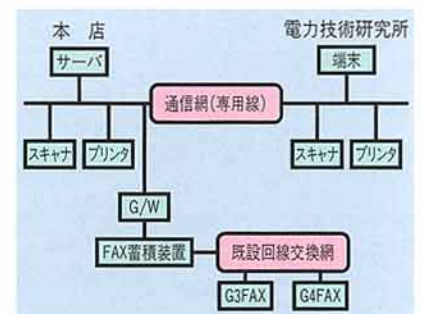 本店 電力技術研究所
サーバ 端末
通信網(専用線)
スキャナ プリンタ スキャナ プリンタ
G/W
FAX蓄積装置 既設回線交換網
G3FAX G4FAX